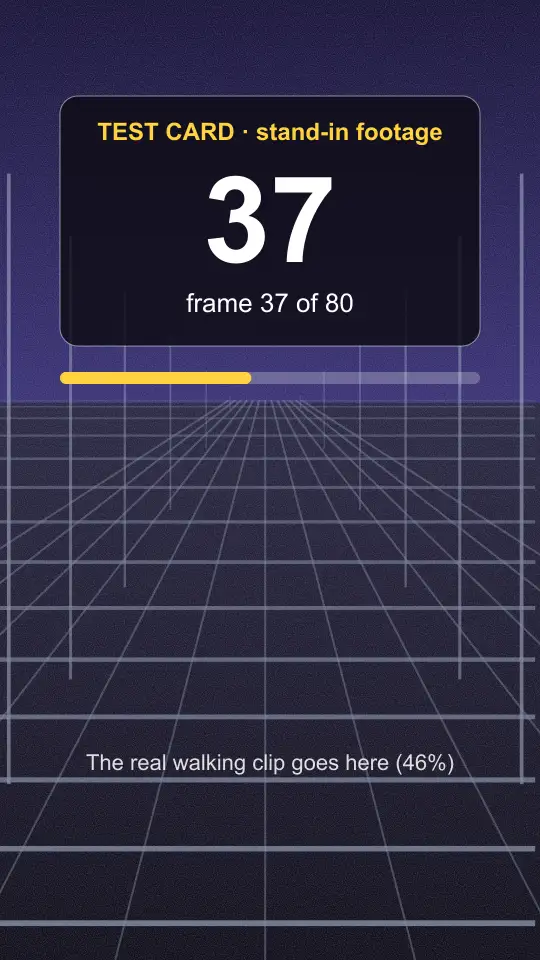 TEST CARD · stand-in footage
37
frame 37 of 80
The real walking clip goes here (46%)